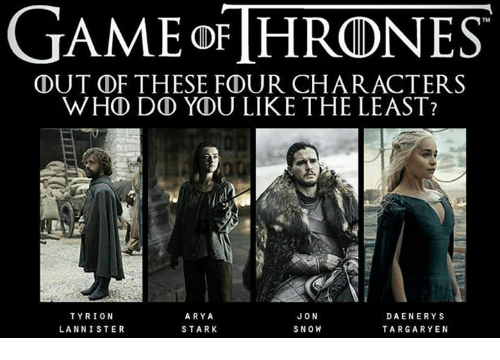 GAME OF THRONES™
OUT OF THESE FOUR CHARACTERS
WHO DO YOU LIKE THE LEAST?
TYRION
LANNISTER
ARYA
STARK
JON
SNOW
DAENERYS
TARGARYEN